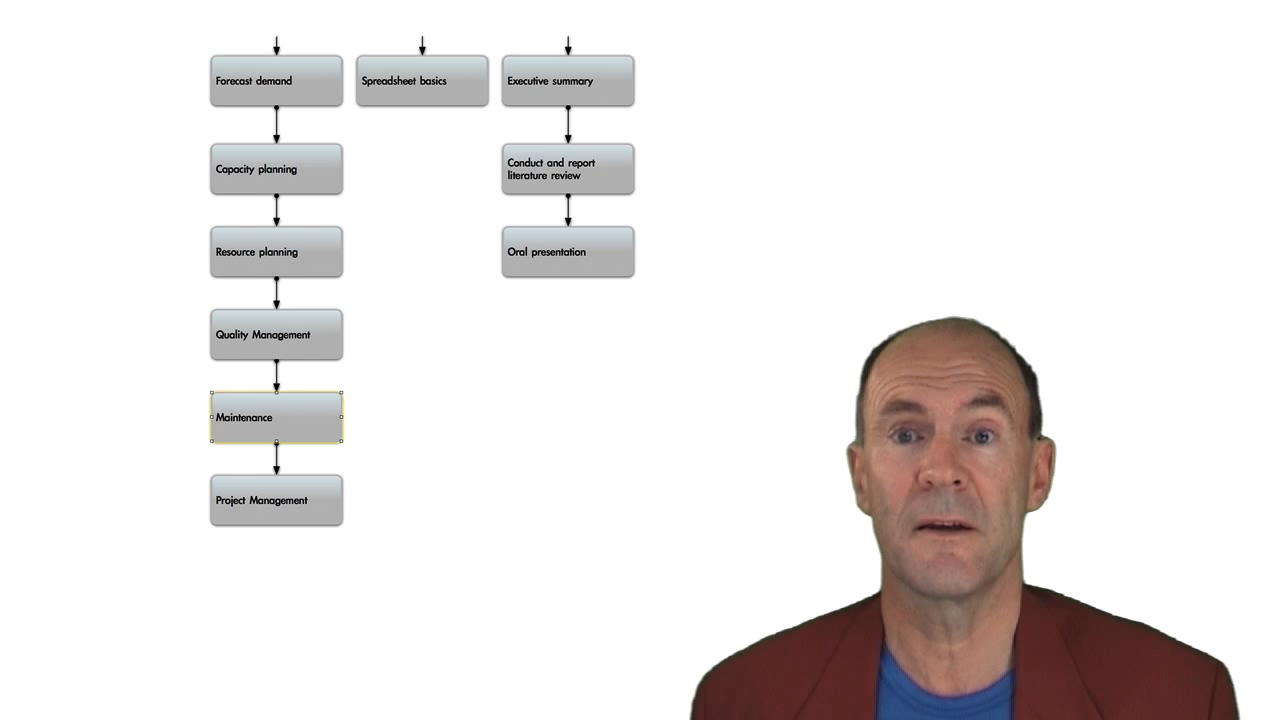 Forecast demand
Spreadsheet basics
Executive summary
Capacity planning
Conduct and report
literature review
Resource planning
Oral presentation
Quality Management
Maintenance
Project Management